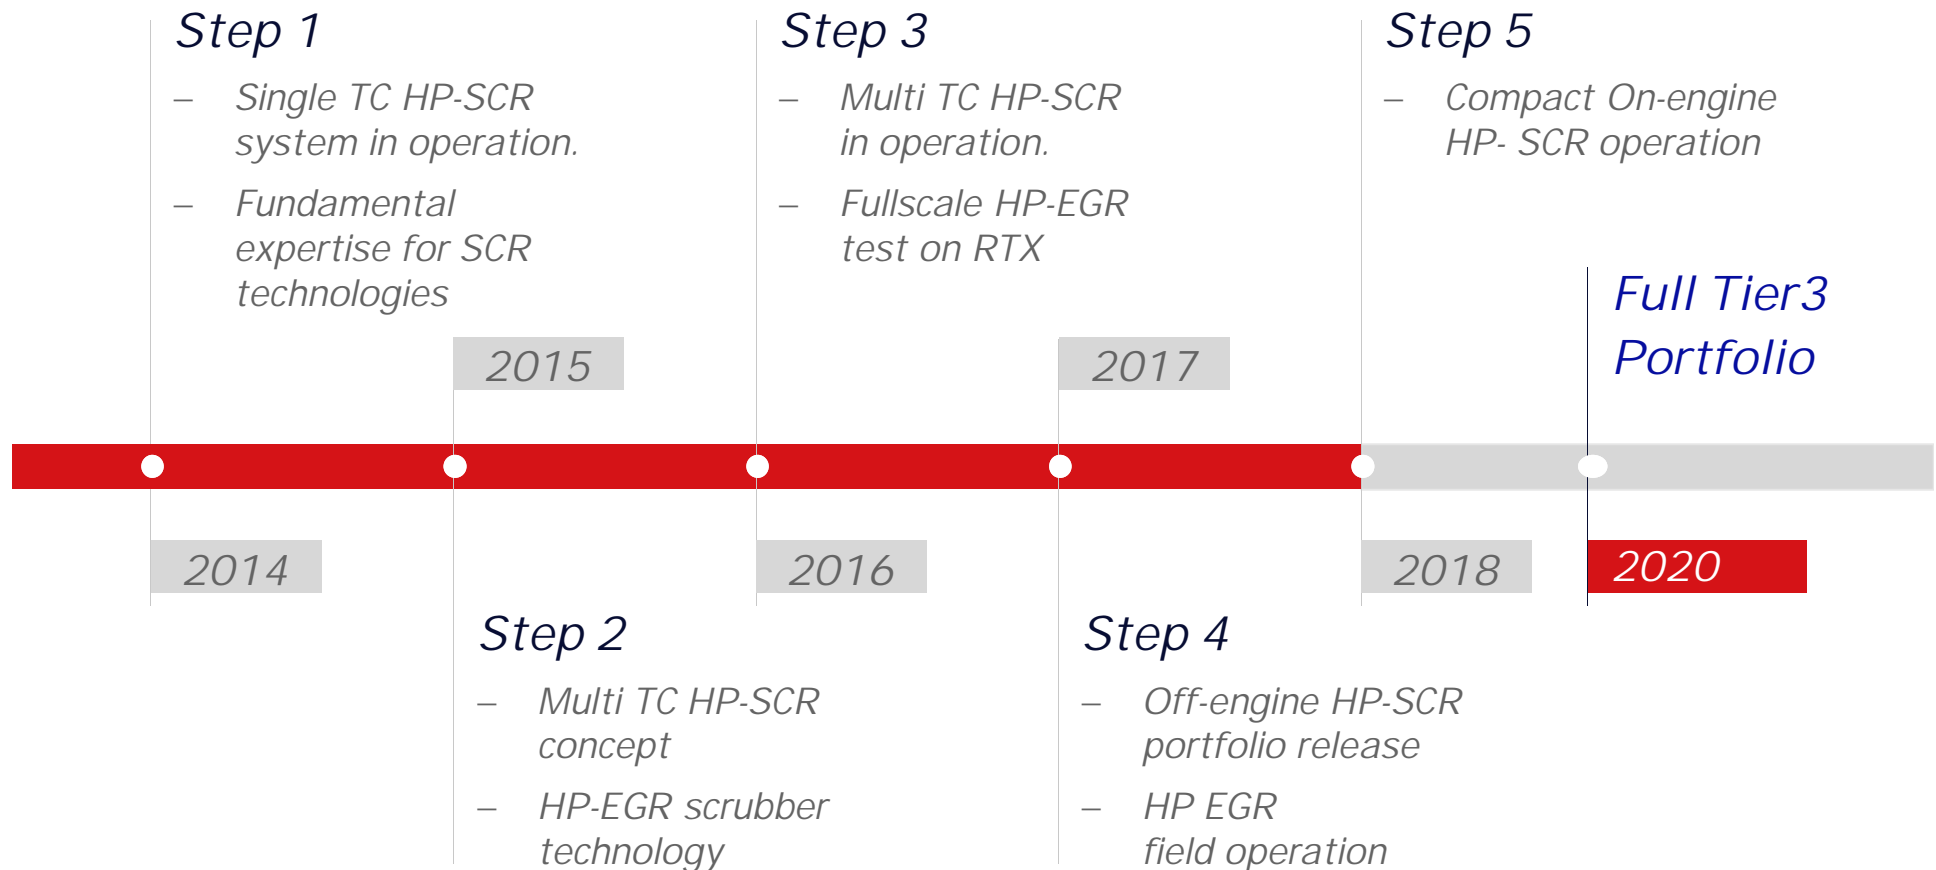 Step 1
– Single TC HP-SCR
system in operation.
– Fundamental
expertise for SCR
technologies
Step 3
– Multi TC HP-SCR
in operation.
– Fullscale HP-EGR
test on RTX
Step 5
– Compact On-engine
HP- SCR operation
Full Tier3
Portfolio
2015
2017
2014
2016
2018
2020
Step 2
– Multi TC HP-SCR
concept
– HP-EGR scrubber
technology
Step 4
– Off-engine HP-SCR
portfolio release
– HP EGR
field operation